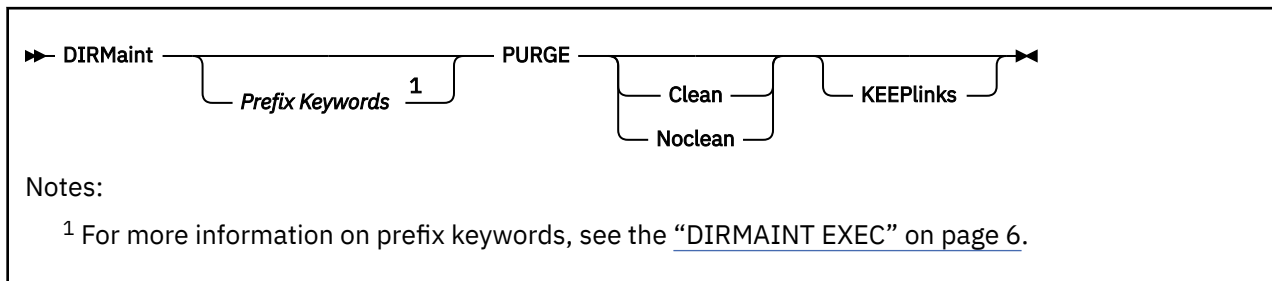 DIRMaint Prefix Keywords 1 PURGE Clean Noclean KEEPlinks
Notes:
1 For more information on prefix keywords, see the “DIRMAINT EXEC” on page 6.